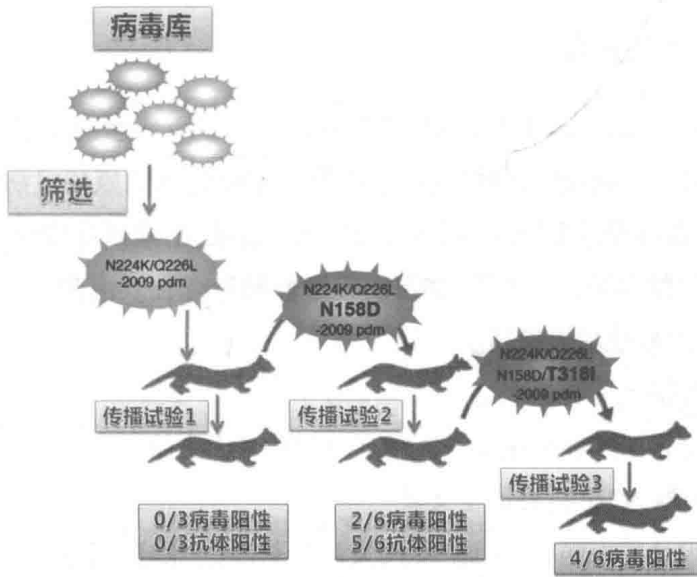 病毒库
筛选
N224K/Q226L
-2009 pdm
N224K/Q226L
N158D
-2009 pdm
N224K/Q226L
N158D/T318I
-2009 pdm
传播试验1
传播试验2
传播试验3
0/3病毒阳性
0/3抗体阳性
2/6病毒阳性
5/6抗体阳性
4/6病毒阳性